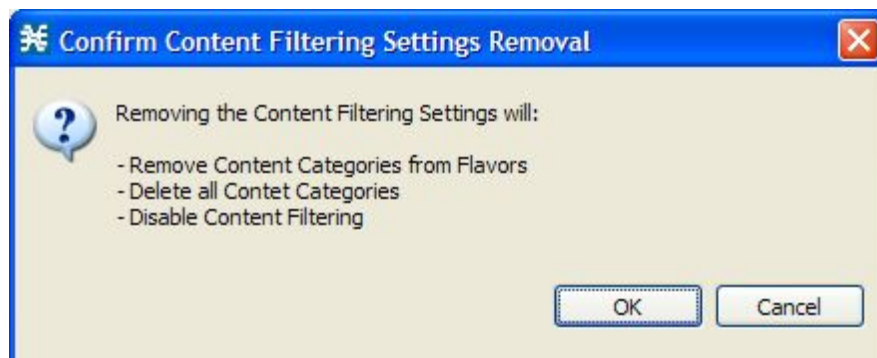 Confirm Content Filtering Settings Removal
Removing the Content Filtering Settings will:
- Remove Content Categories from Flavors
- Delete all Contet Categories
- Disable Content Filtering
OK Cancel